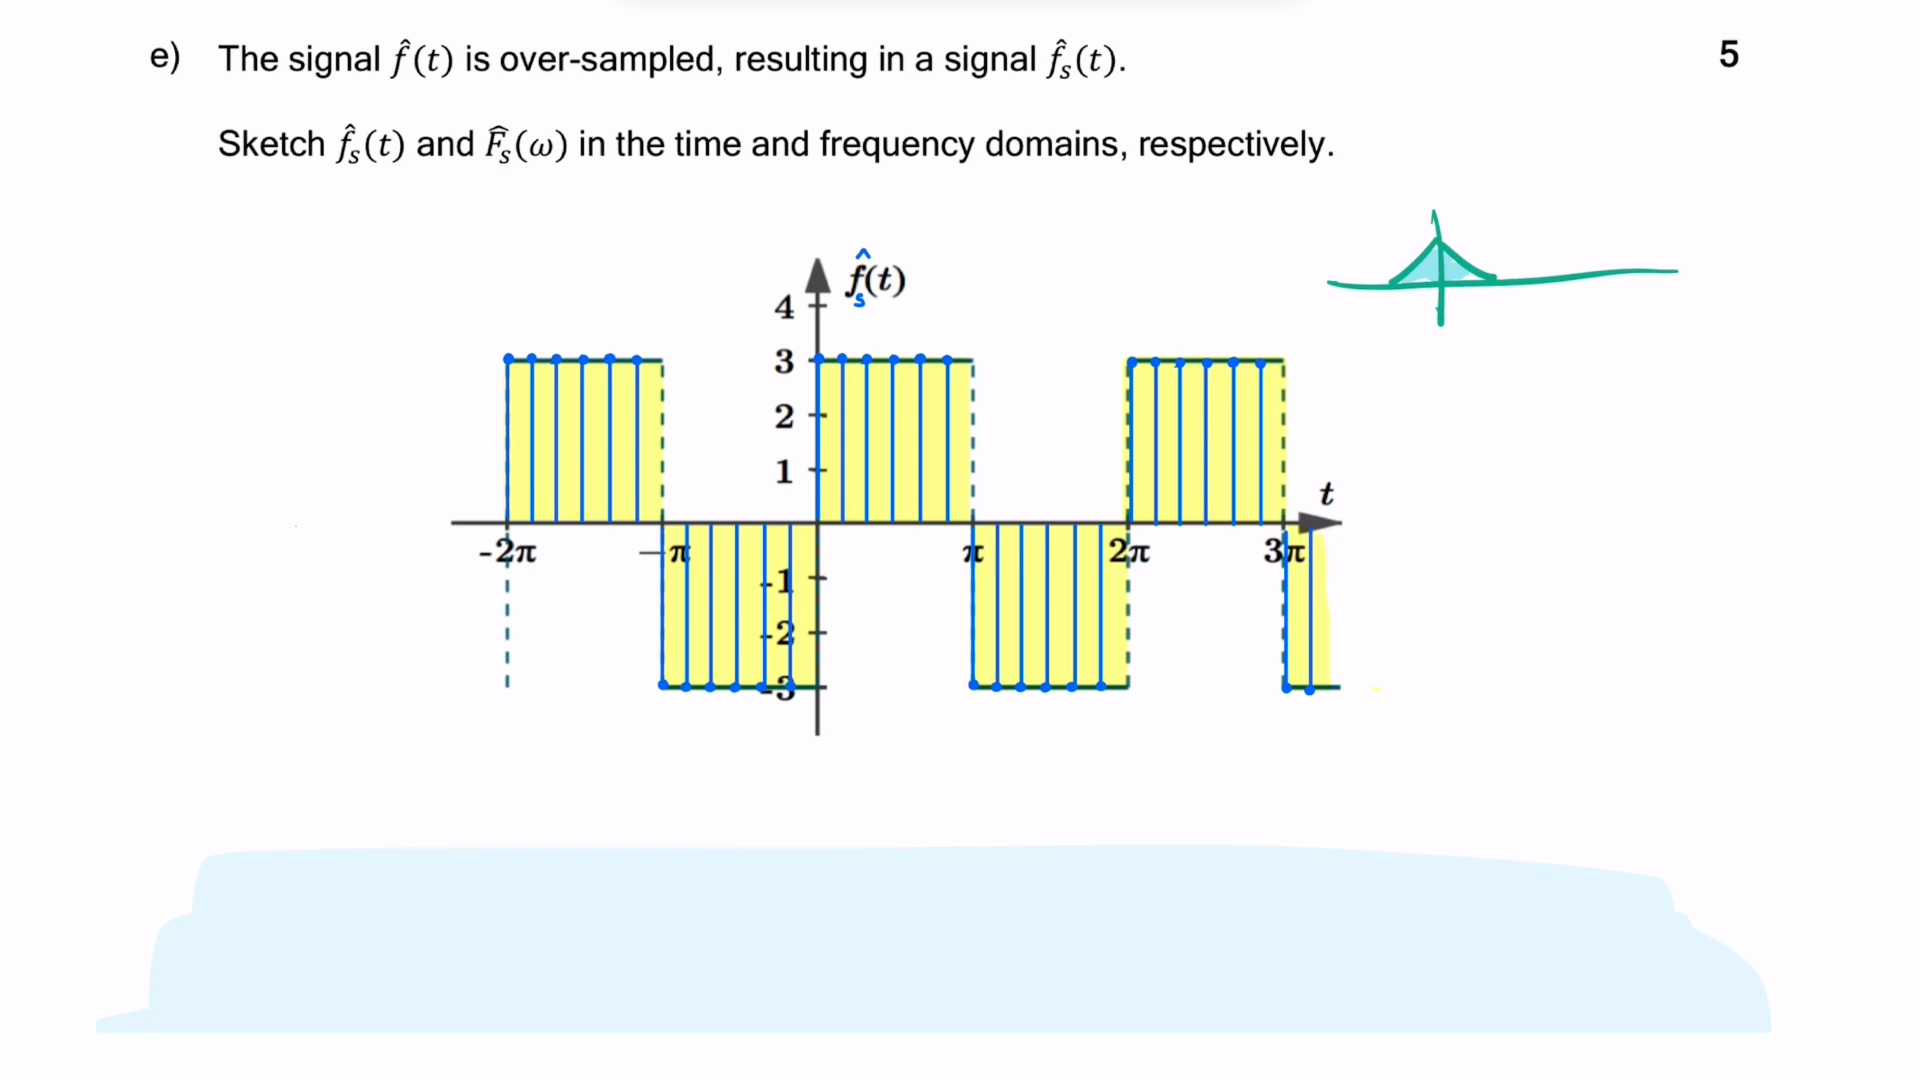 e) The signal f̂(t) is over-sampled, resulting in a signal f̂ₛ(t). 5
Sketch f̂ₛ(t) and F̂ₛ(ω) in the time and frequency domains, respectively.
f̂ₛ(t)
4
3
2
1
t
-2π −π π 2π 3π
-1
-2
-3